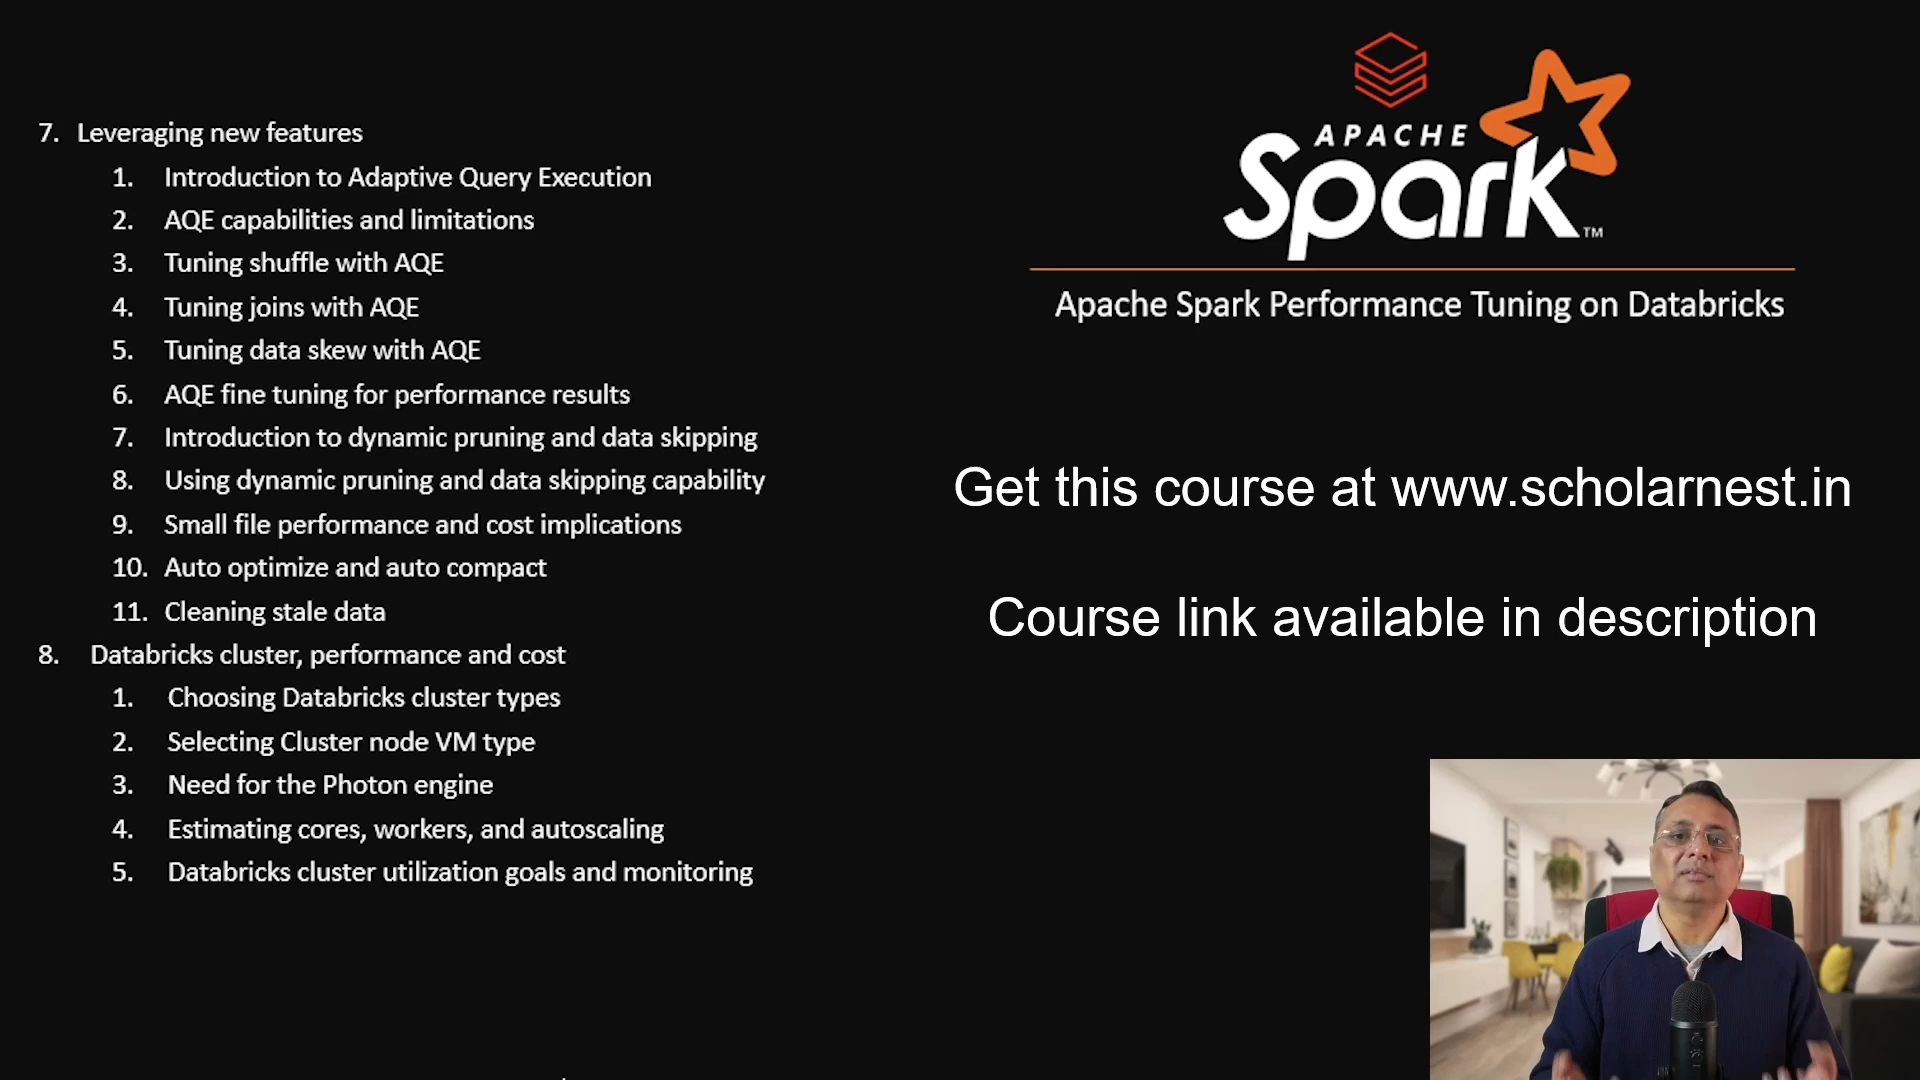 7. Leveraging new features
1. Introduction to Adaptive Query Execution
2. AQE capabilities and limitations
3. Tuning shuffle with AQE
4. Tuning joins with AQE
5. Tuning data skew with AQE
6. AQE fine tuning for performance results
7. Introduction to dynamic pruning and data skipping
8. Using dynamic pruning and data skipping capability
9. Small file performance and cost implications
10. Auto optimize and auto compact
11. Cleaning stale data
8. Databricks cluster, performance and cost
1. Choosing Databricks cluster types
2. Selecting Cluster node VM type
3. Need for the Photon engine
4. Estimating cores, workers, and autoscaling
5. Databricks cluster utilization goals and monitoring
APACHE
Spark™
Apache Spark Performance Tuning on Databricks
Get this course at www.scholarnest.in
Course link available in description